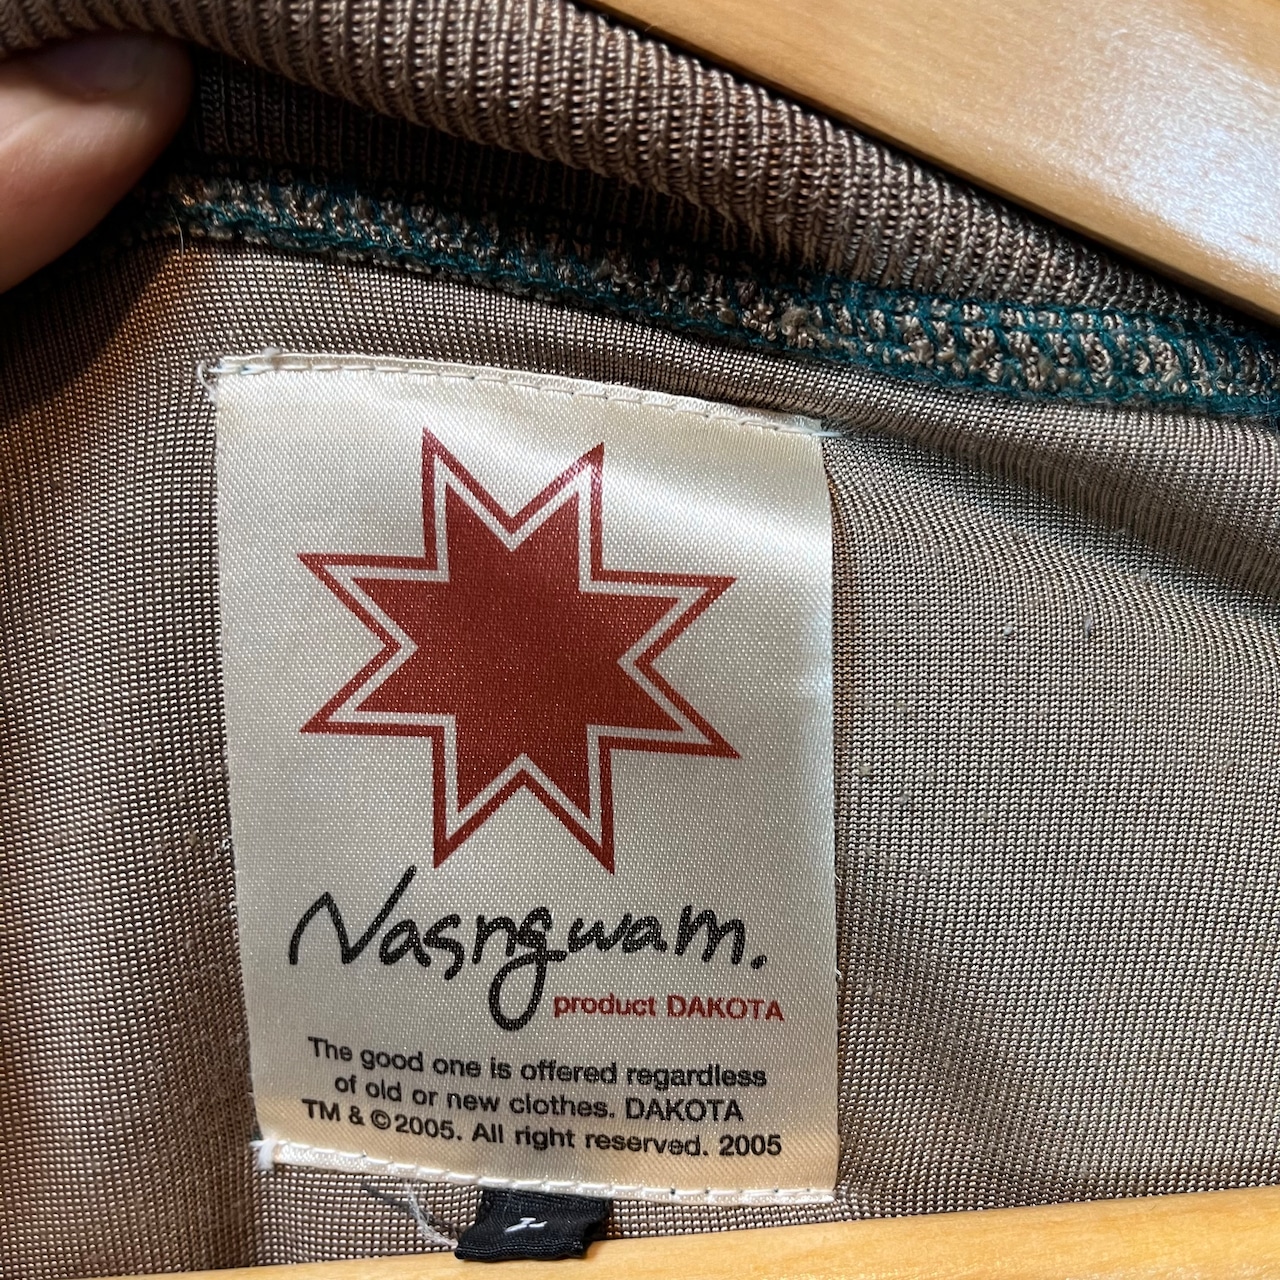 Nasngwam.
product DAKOTA
The good one is offered regardless
of old or new clothes. DAKOTA
TM & ©2005. All right reserved. 2005